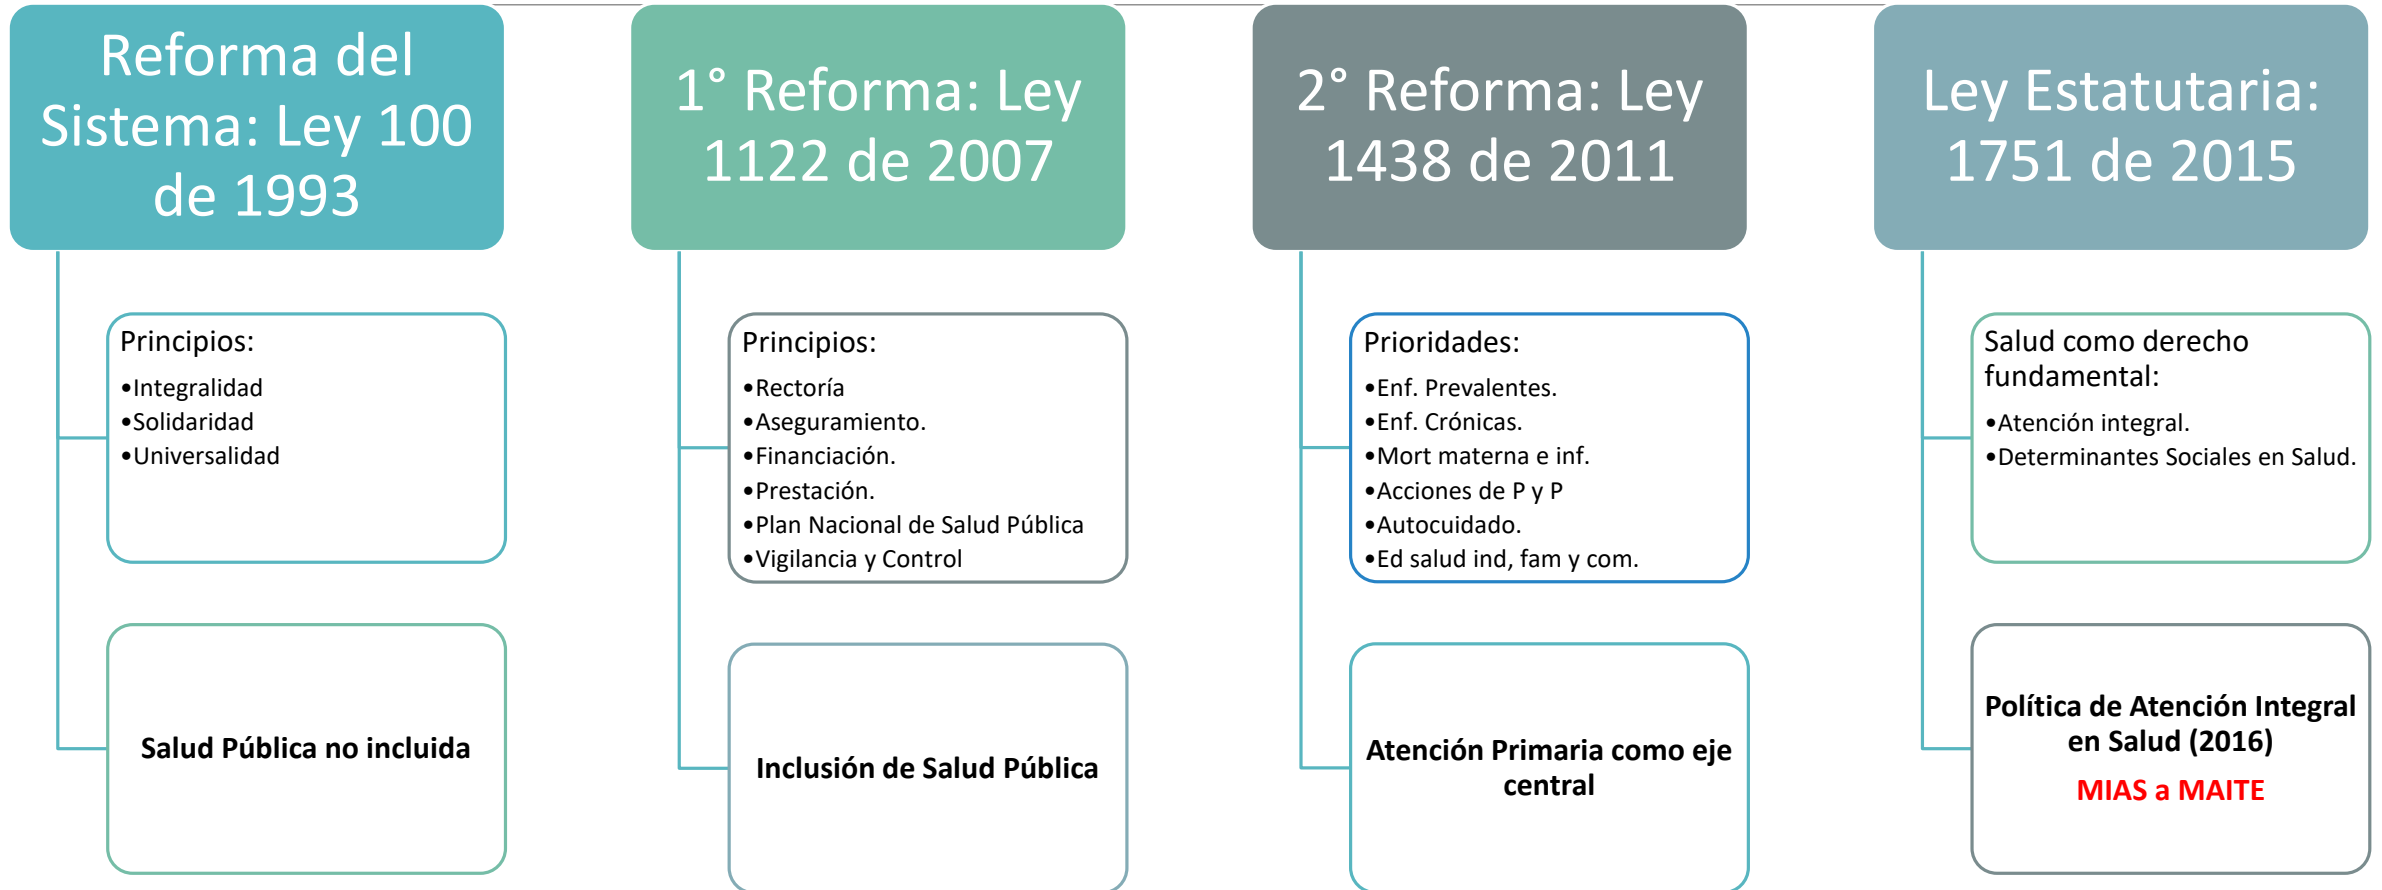 Reforma del
Sistema: Ley 100
de 1993
Principios:
•Integralidad
•Solidaridad
•Universalidad
Salud Pública no incluida
1° Reforma: Ley
1122 de 2007
Principios:
•Rectoría
•Aseguramiento.
•Financiación.
•Prestación.
•Plan Nacional de Salud Pública
•Vigilancia y Control
Inclusión de Salud Pública
2° Reforma: Ley
1438 de 2011
Prioridades:
•Enf. Prevalentes.
•Enf. Crónicas.
•Mort materna e inf.
•Acciones de P y P
•Autocuidado.
•Ed salud ind, fam y com.
Atención Primaria como eje
central
Ley Estatutaria:
1751 de 2015
Salud como derecho
fundamental:
•Atención integral.
•Determinantes Sociales en Salud.
Política de Atención Integral
en Salud (2016)
MIAS a MAITE